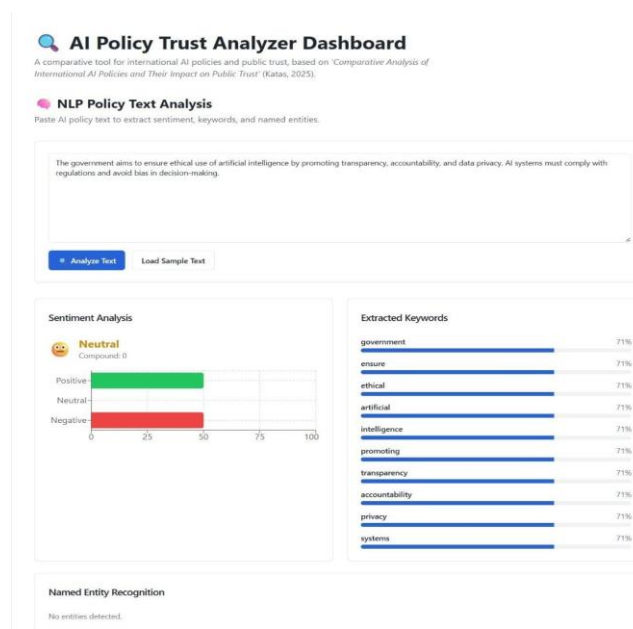 AI Policy Trust Analyzer Dashboard
A comparative tool for international AI policies and public trust, based on 'Comparative Analysis of
International AI Policies and Their Impact on Public Trust' (Katas, 2025).
NLP Policy Text Analysis
Paste AI policy text to extract sentiment, keywords, and named entities.
The government aims to ensure ethical use of artificial intelligence by promoting transparency, accountability, and data privacy. AI systems must comply with
regulations and avoid bias in decision-making.
Analyze Text Load Sample Text
Sentiment Analysis
Neutral
Compound: 0
Positive
Neutral
Negative
0 25 50 75 100
Extracted Keywords
government 71%
ensure 71%
ethical 71%
artificial 71%
intelligence 71%
promoting 71%
transparency 71%
accountability 71%
privacy 71%
systems 71%
Named Entity Recognition
No entities detected.